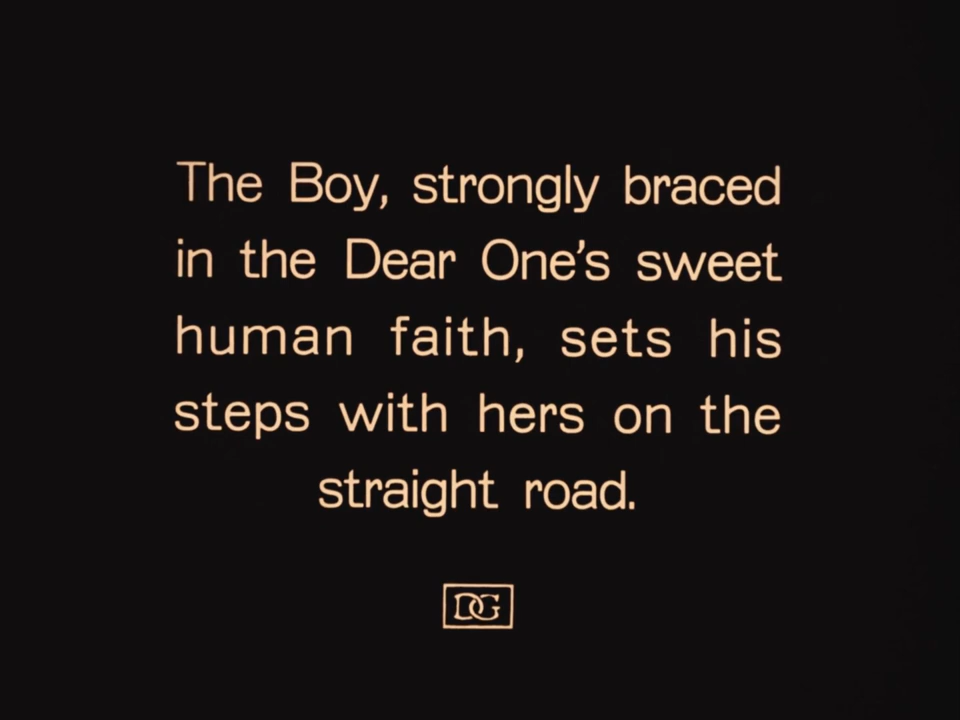 The Boy, strongly braced
in the Dear One's sweet
human faith, sets his
steps with hers on the
straight road.
DG